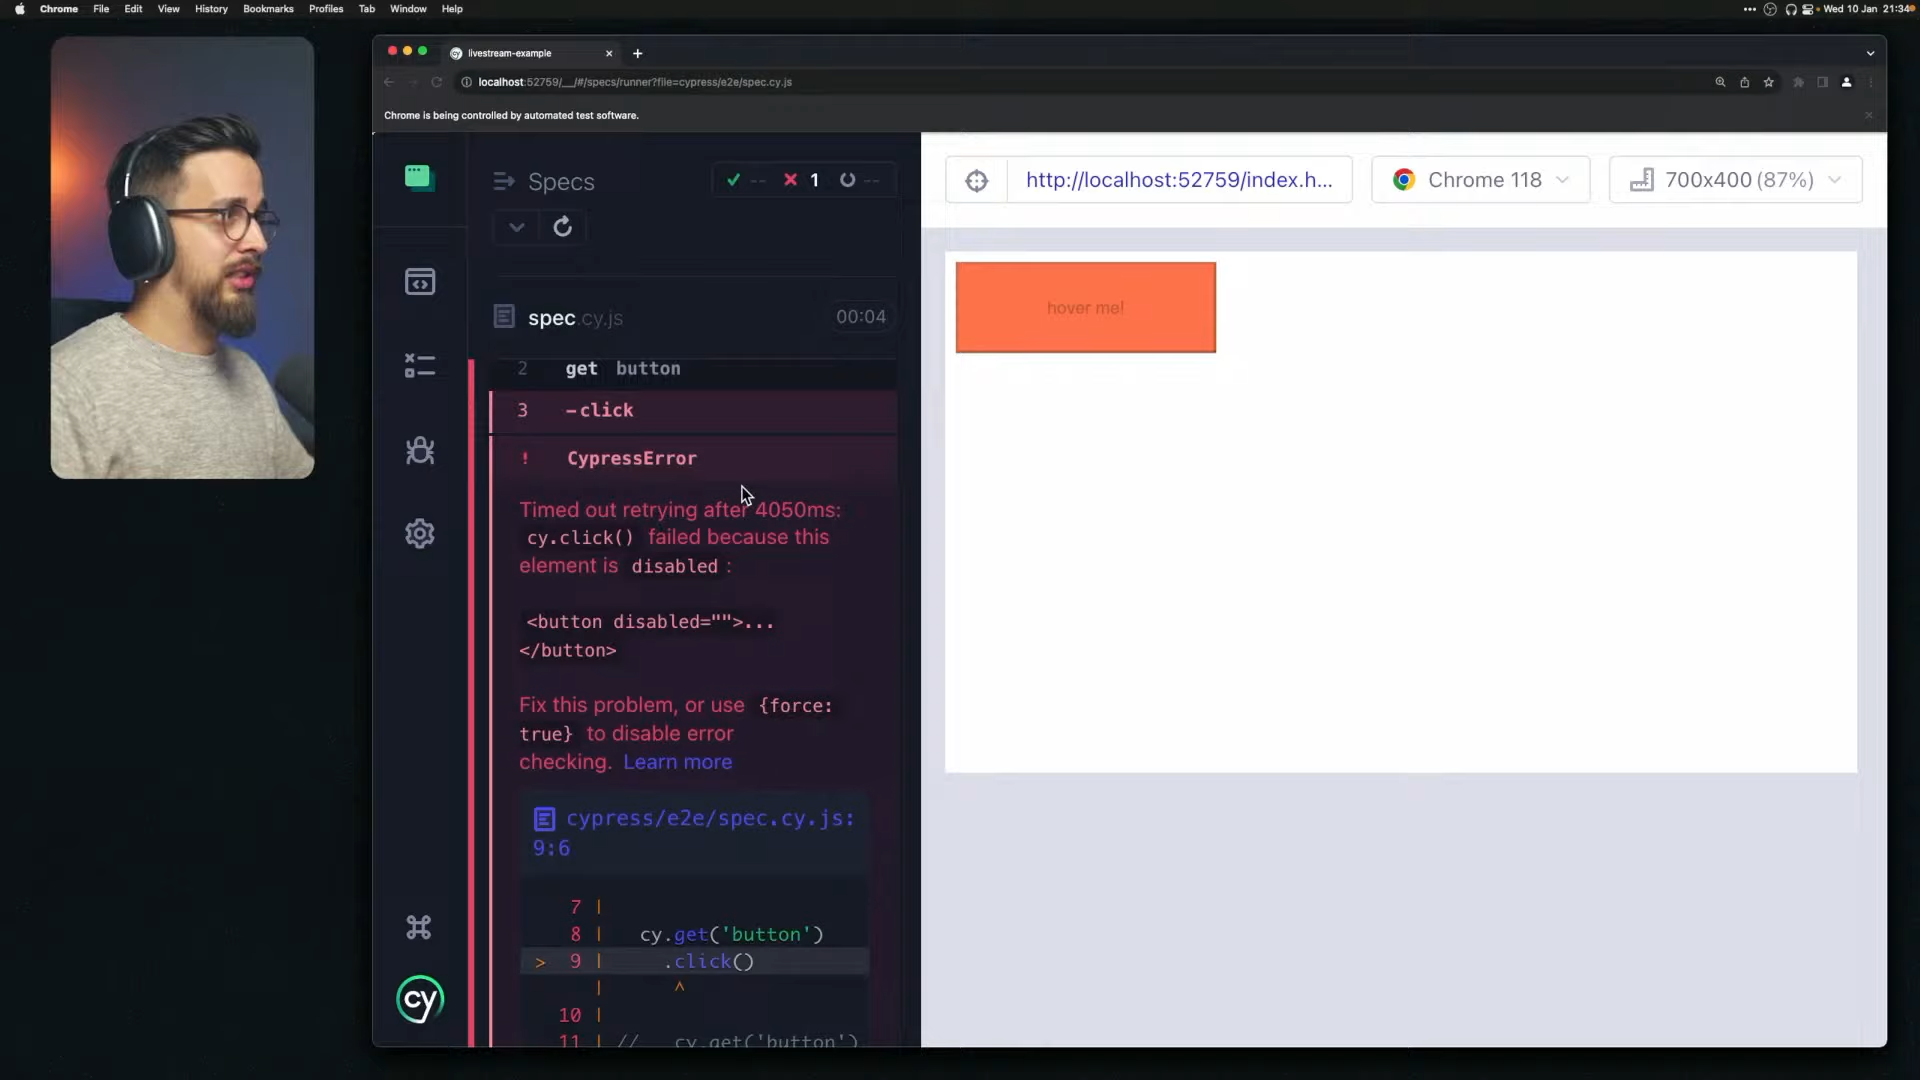 Chrome File Edit View History Bookmarks Profiles Tab Window Help
Wed 10 Jan 21:34
livestream-example
localhost:52759/__/#/specs/runner?file=cypress/e2e/spec.cy.js
Chrome is being controlled by automated test software.
Specs
-- 1 --
http://localhost:52759/index.h...
Chrome 118
700x400 (87%)
spec.cy.js
00:04
hover me!
2 get button
3 -click
! CypressError
Timed out retrying after 4050ms:
cy.click() failed because this
element is disabled :
<button disabled="">...
</button>
Fix this problem, or use {force:
true} to disable error
checking. Learn more
cypress/e2e/spec.cy.js:
9:6
7 |
8 | cy.get('button')
> 9 | .click()
| ^
10 |
11 | // cy.get('button')
cy